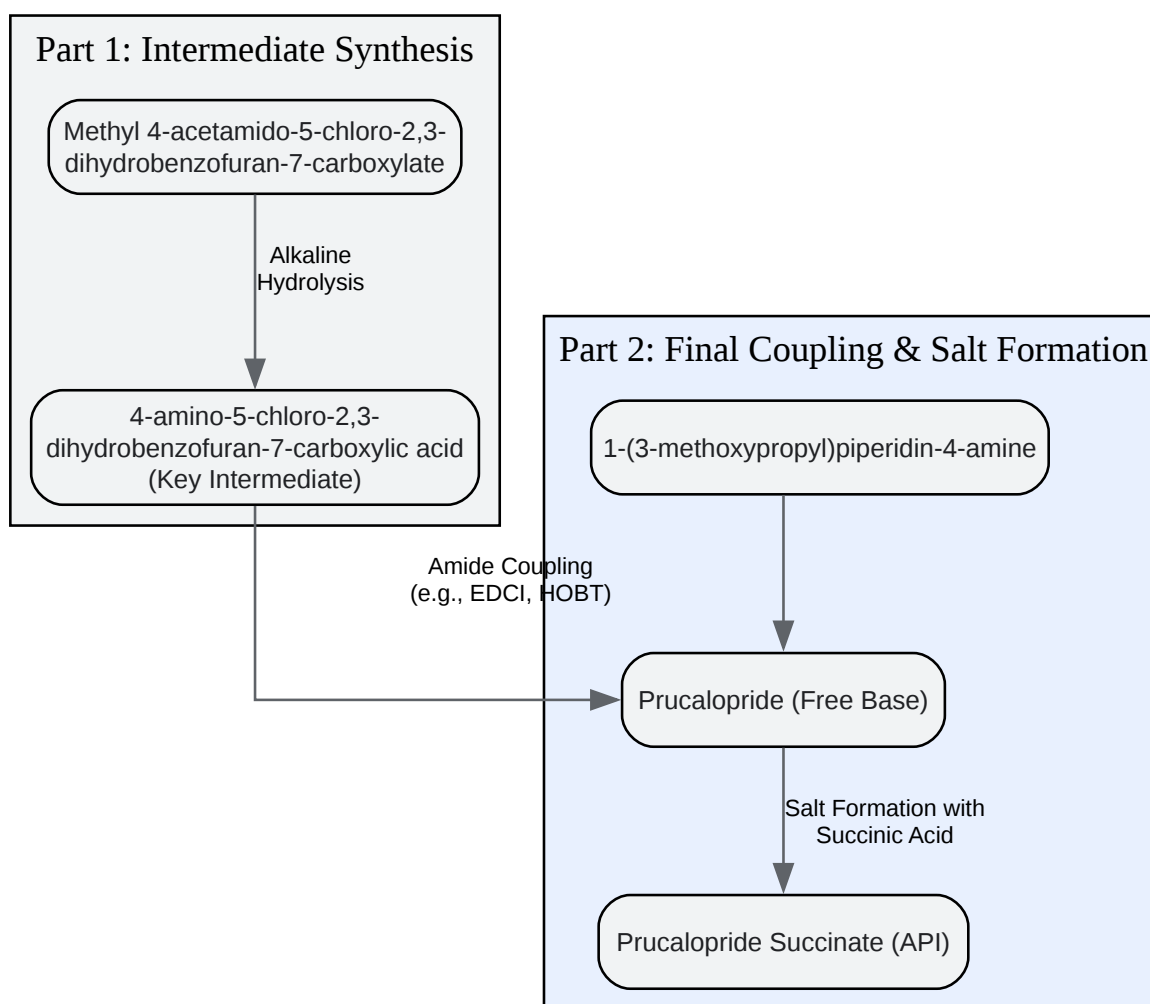 Part 1: Intermediate Synthesis
Methyl 4-acetamido-5-chloro-2,3-
dihydrobenzofuran-7-carboxylate
Alkaline
Hydrolysis
4-amino-5-chloro-2,3-
dihydrobenzofuran-7-carboxylic acid
(Key Intermediate)
Part 2: Final Coupling & Salt Formation
1-(3-methoxypropyl)piperidin-4-amine
Amide Coupling
(e.g., EDCI, HOBT)
Prucalopride (Free Base)
Salt Formation with
Succinic Acid
Prucalopride Succinate (API)